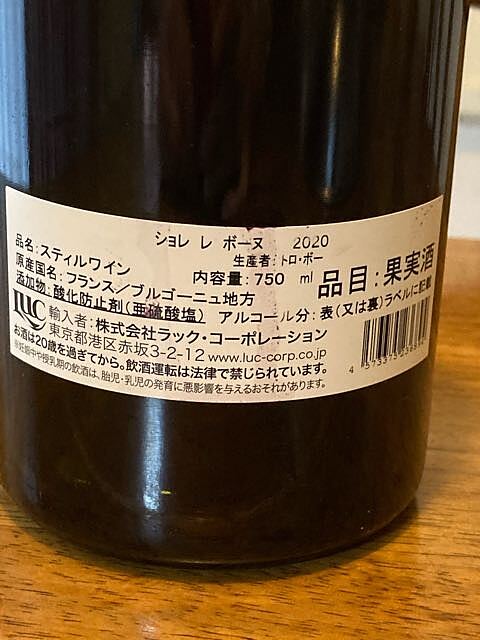 ショレ レ ボーヌ 2020
品名:スティルワイン 生産者:トロ・ボー
原産国名:フランス/ブルゴーニュ地方 内容量:750 ml 品目:果実酒
添加物:酸化防止剤(亜硫酸塩) アルコール分:表(又は裏)ラベルに記載
LUC 輸入者:株式会社ラック・コーポレーション
東京都港区赤坂3-2-12 www.luc-corp.co.jp
お酒は20歳を過ぎてから。飲酒運転は法律で禁じられています。
※妊娠中や授乳期の飲酒は、胎児・乳児の発育に悪影響を与えるおそれがあります。